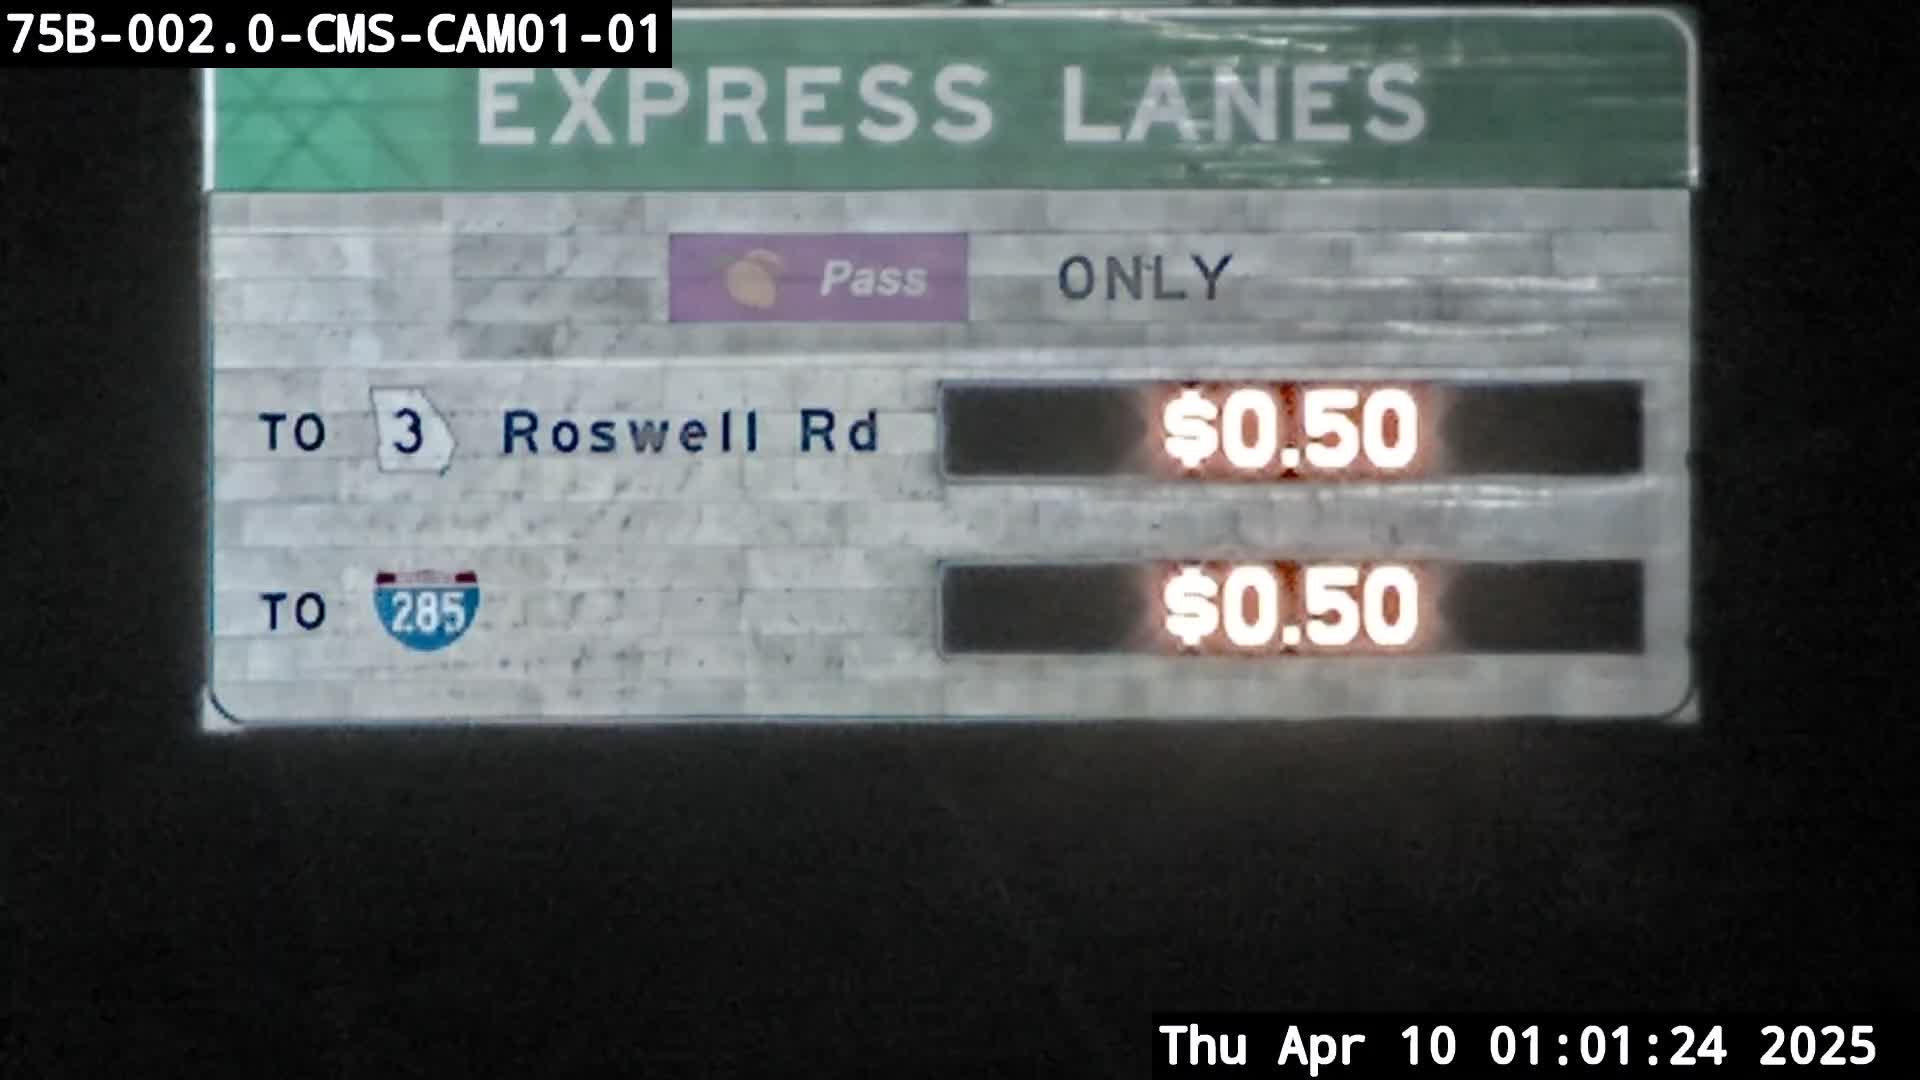 75B-002.0-CMS-CAM01-01
EXPRESS LANES
Pass ONLY
TO 3 Roswell Rd $0.50
TO 285 $0.50
Thu Apr 10 01:01:24 2025